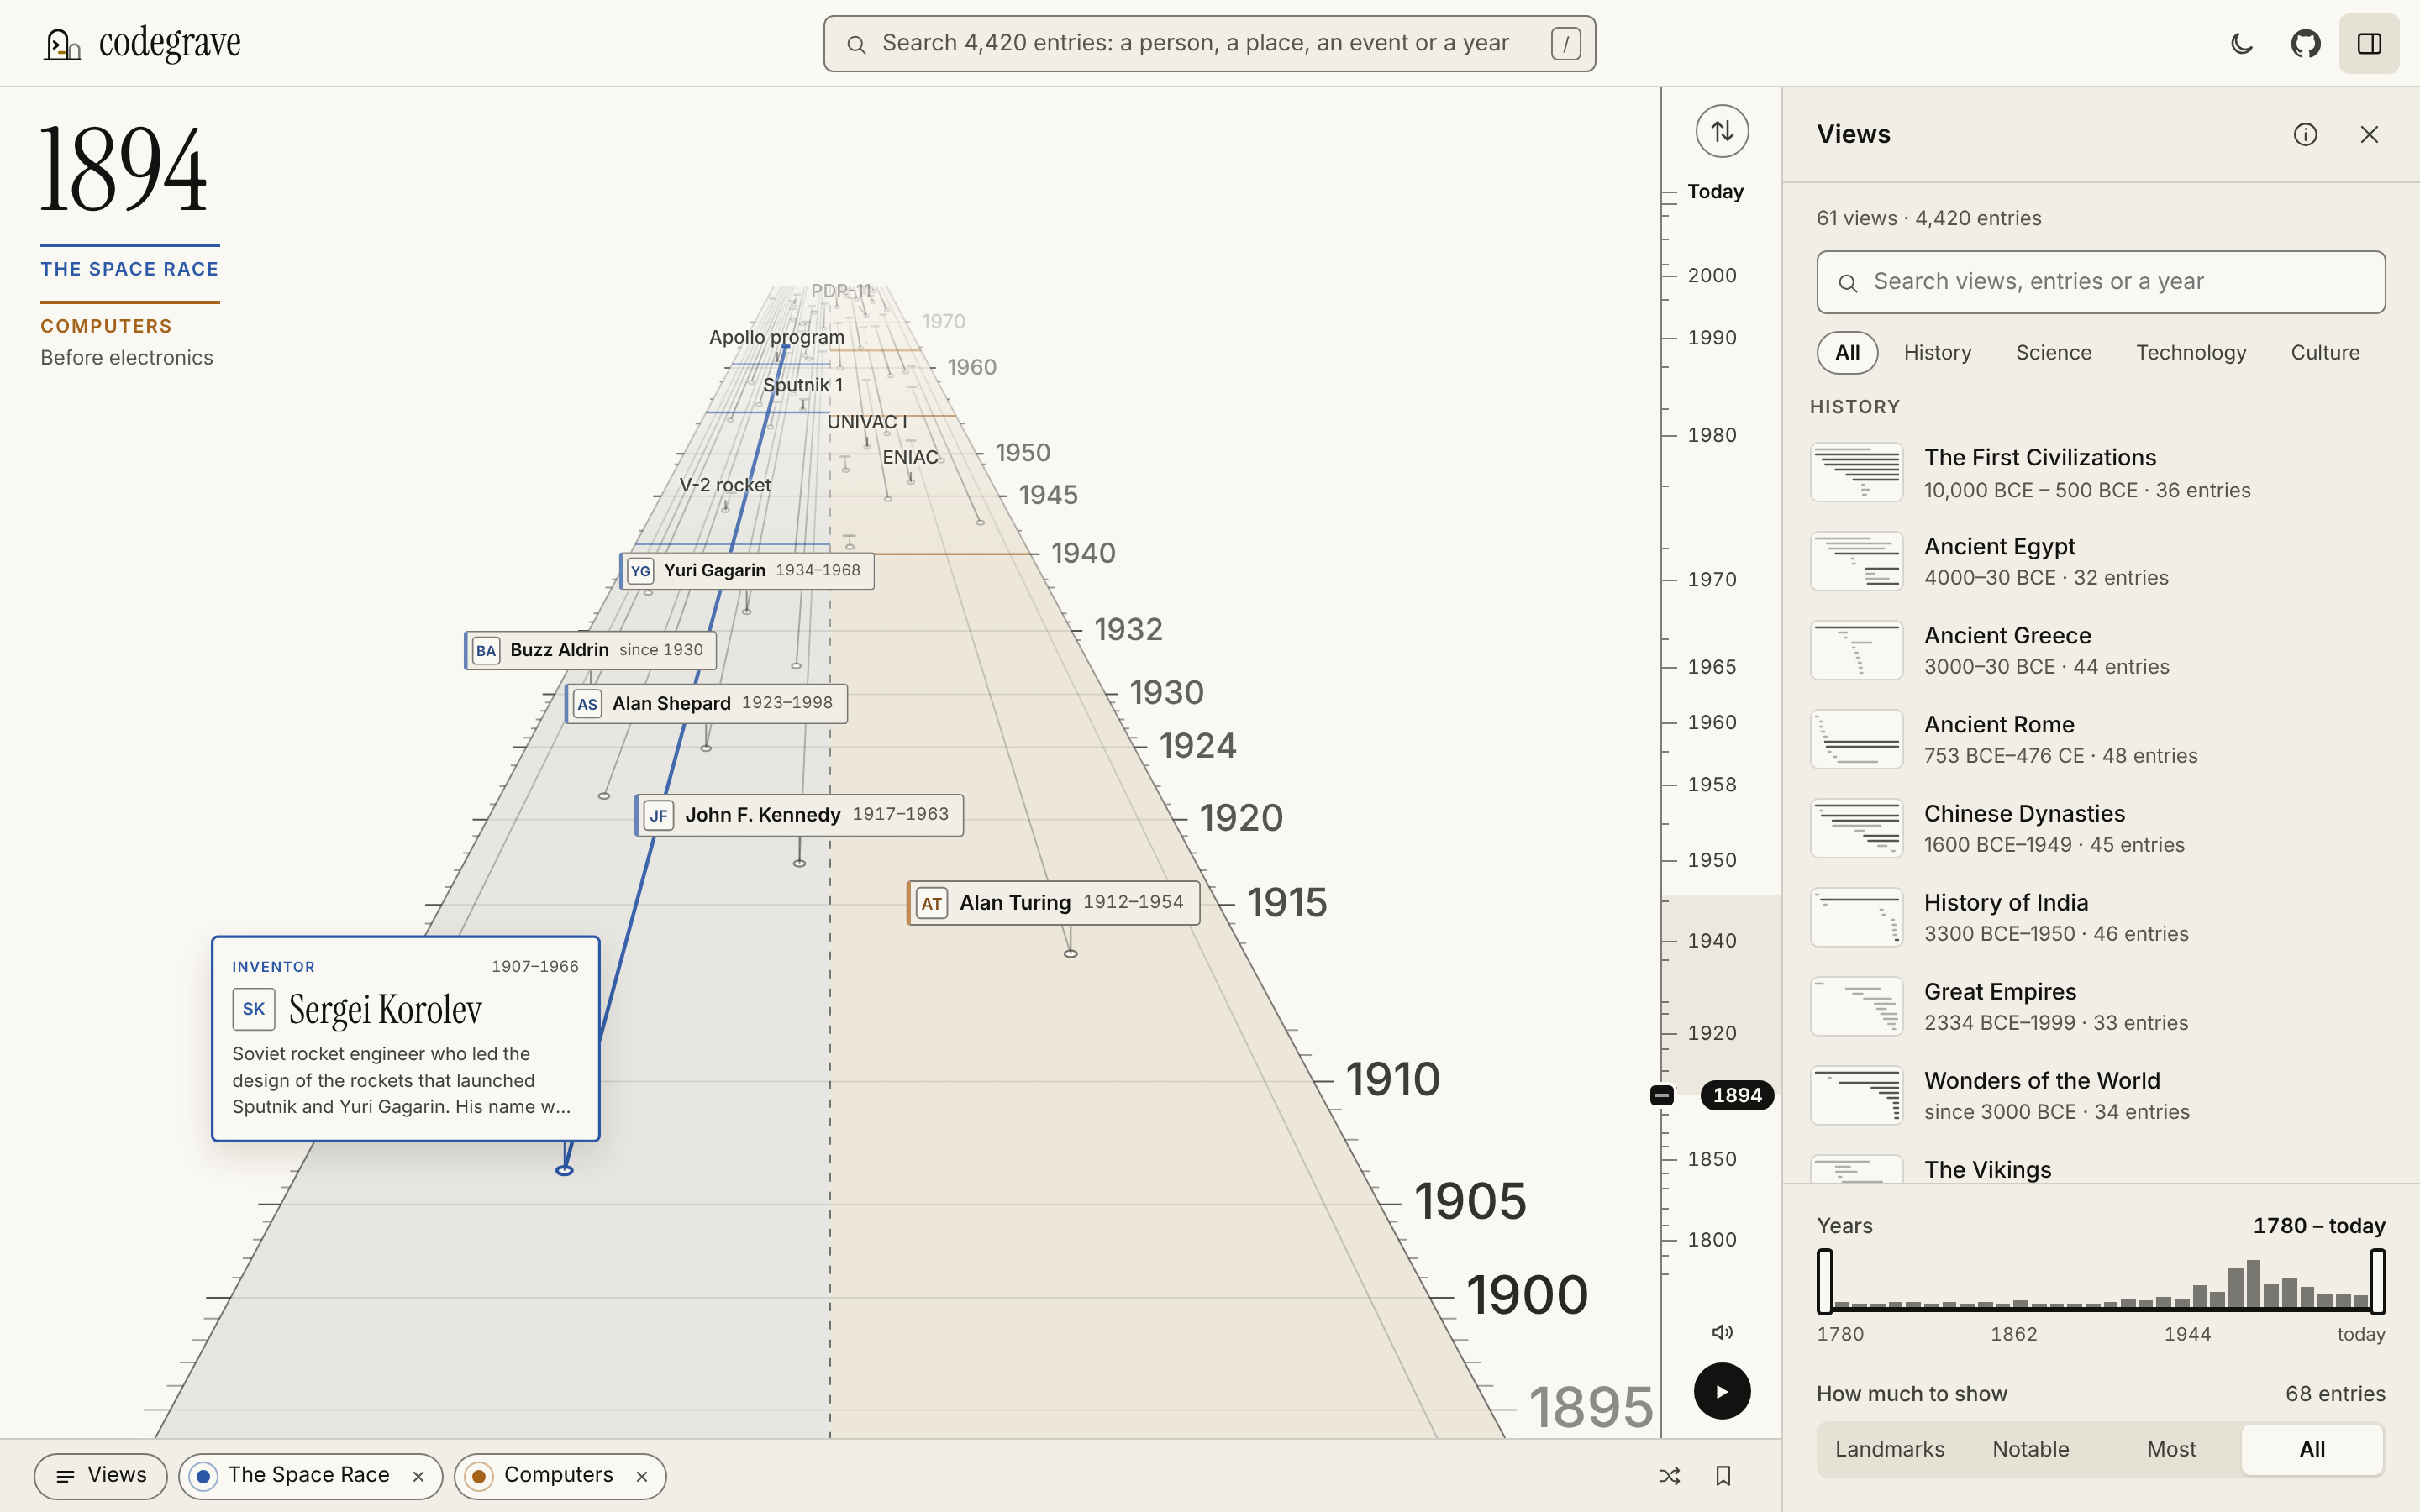 codegrave
Search 4,420 entries: a person, a place, an event or a year
/
1894
THE SPACE RACE
COMPUTERS
Before electronics
PDP-11
1970
Apollo program
1960
Sputnik 1
UNIVAC I
1950
ENIAC
V-2 rocket
1945
1940
YG Yuri Gagarin 1934–1968
1932
BA Buzz Aldrin since 1930
1930
AS Alan Shepard 1923–1998
1924
JF John F. Kennedy 1917–1963
1920
AT Alan Turing 1912–1954
1915
INVENTOR 1907–1966
SK Sergei Korolev
Soviet rocket engineer who led the
design of the rockets that launched
Sputnik and Yuri Gagarin. His name w…
1910
1905
1900
1895
Today
2000
1990
1980
1970
1965
1960
1958
1950
1940
1920
1894
1850
1800
Views
The Space Race
Computers
Views
61 views · 4,420 entries
Search views, entries or a year
All History Science Technology Culture
HISTORY
The First Civilizations
10,000 BCE – 500 BCE · 36 entries
Ancient Egypt
4000–30 BCE · 32 entries
Ancient Greece
3000–30 BCE · 44 entries
Ancient Rome
753 BCE–476 CE · 48 entries
Chinese Dynasties
1600 BCE–1949 · 45 entries
History of India
3300 BCE–1950 · 46 entries
Great Empires
2334 BCE–1999 · 33 entries
Wonders of the World
since 3000 BCE · 34 entries
The Vikings
Years 1780 – today
1780 1862 1944 today
How much to show 68 entries
Landmarks Notable Most All